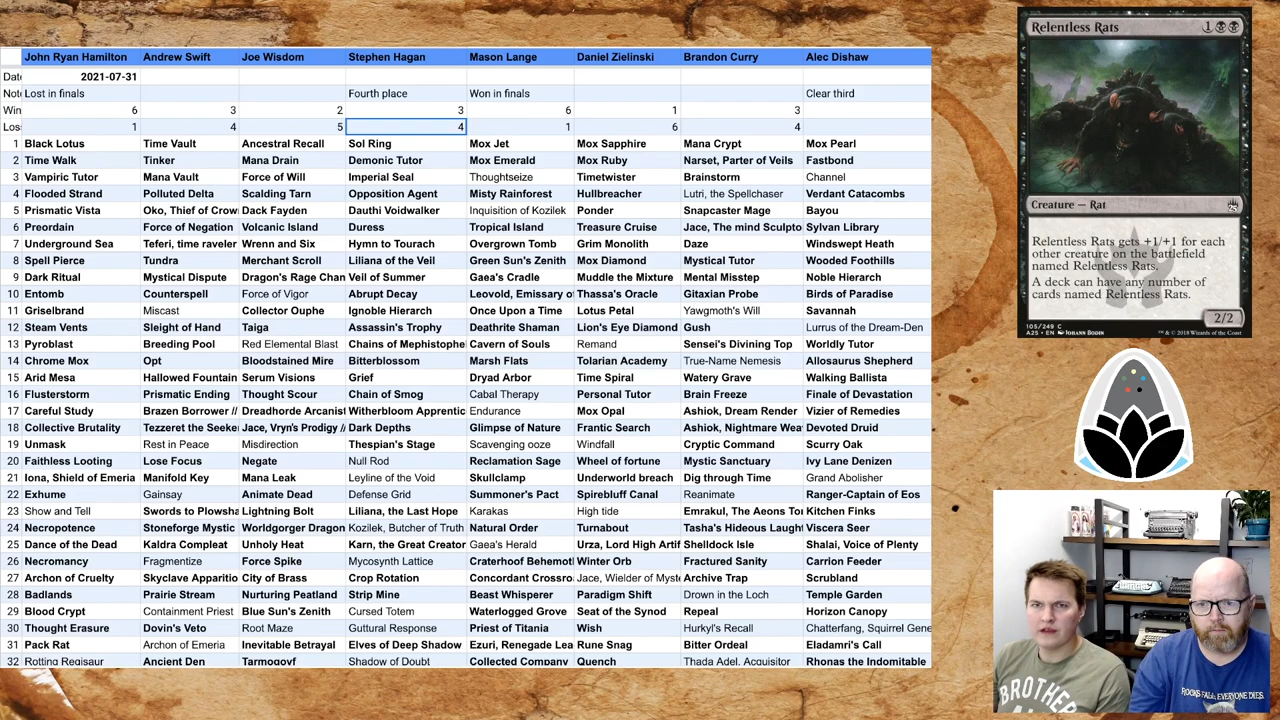 John Ryan Hamilton Andrew Swift Joe Wisdom Stephen Hagan Mason Lange Daniel Zielinski Brandon Curry Alec Dishaw
Date 2021-07-31
Note Lost in finals Fourth place Won in finals Clear third
Win 6 3 2 3 6 1 3
Los 1 4 5 4 1 6 4
1 Black Lotus Time Vault Ancestral Recall Sol Ring Mox Jet Mox Sapphire Mana Crypt Mox Pearl
2 Time Walk Tinker Mana Drain Demonic Tutor Mox Emerald Mox Ruby Narset, Parter of Veils Fastbond
3 Vampiric Tutor Mana Vault Force of Will Imperial Seal Thoughtseize Timetwister Brainstorm Channel
4 Flooded Strand Polluted Delta Scalding Tarn Opposition Agent Misty Rainforest Hullbreacher Lutri, the Spellchaser Verdant Catacombs
5 Prismatic Vista Oko, Thief of Crow Dack Fayden Dauthi Voidwalker Inquisition of Kozilek Ponder Snapcaster Mage Bayou
6 Preordain Force of Negation Volcanic Island Duress Tropical Island Treasure Cruise Jace, The mind Sculpto Sylvan Library
7 Underground Sea Teferi, time raveler Wrenn and Six Hymn to Tourach Overgrown Tomb Grim Monolith Daze Windswept Heath
8 Spell Pierce Tundra Merchant Scroll Liliana of the Veil Green Sun's Zenith Mox Diamond Mystical Tutor Wooded Foothills
9 Dark Ritual Mystical Dispute Dragon's Rage Chan Veil of Summer Gaea's Cradle Muddle the Mixture Mental Misstep Noble Hierarch
10 Entomb Counterspell Force of Vigor Abrupt Decay Leovold, Emissary o Thassa's Oracle Gitaxian Probe Birds of Paradise
11 Griselbrand Miscast Collector Ouphe Ignoble Hierarch Once Upon a Time Lotus Petal Yawgmoth's Will Savannah
12 Steam Vents Sleight of Hand Taiga Assassin's Trophy Deathrite Shaman Lion's Eye Diamond Gush Lurrus of the Dream-Den
13 Pyroblast Breeding Pool Red Elemental Blast Chains of Mephistophe Cavern of Souls Remand Sensei's Divining Top Worldly Tutor
14 Chrome Mox Opt Bloodstained Mire Bitterblossom Marsh Flats Tolarian Academy True-Name Nemesis Allosaurus Shepherd
15 Arid Mesa Hallowed Fountain Serum Visions Grief Dryad Arbor Time Spiral Watery Grave Walking Ballista
16 Flusterstorm Prismatic Ending Thought Scour Chain of Smog Cabal Therapy Personal Tutor Brain Freeze Finale of Devastation
17 Careful Study Brazen Borrower // Dreadhorde Arcanist Witherbloom Apprentic Endurance Mox Opal Ashiok, Dream Render Vizier of Remedies
18 Collective Brutality Tezzeret the Seeke Jace, Vryn's Prodigy // Dark Depths Glimpse of Nature Frantic Search Ashiok, Nightmare Wea Devoted Druid
19 Unmask Rest in Peace Misdirection Thespian's Stage Scavenging ooze Windfall Cryptic Command Scurry Oak
20 Faithless Looting Lose Focus Negate Null Rod Reclamation Sage Wheel of fortune Mystic Sanctuary Ivy Lane Denizen
21 Iona, Shield of Emeria Manifold Key Mana Leak Leyline of the Void Skullclamp Underworld breach Dig through Time Grand Abolisher
22 Exhume Gainsay Animate Dead Defense Grid Summoner's Pact Spirebluff Canal Reanimate Ranger-Captain of Eos
23 Show and Tell Swords to Plowsha Lightning Bolt Liliana, the Last Hope Karakas High tide Emrakul, The Aeons To Kitchen Finks
24 Necropotence Stoneforge Mystic Worldgorger Dragon Kozilek, Butcher of Truth Natural Order Turnabout Tasha's Hideous Laught Viscera Seer
25 Dance of the Dead Kaldra Compleat Unholy Heat Karn, the Great Creator Gaea's Herald Urza, Lord High Artif Shelldock Isle Shalai, Voice of Plenty
26 Necromancy Fragmentize Force Spike Mycosynth Lattice Craterhoof Behemot Winter Orb Fractured Sanity Carrion Feeder
27 Archon of Cruelty Skyclave Apparitio City of Brass Crop Rotation Concordant Crossro Jace, Wielder of Myste Archive Trap Scrubland
28 Badlands Prairie Stream Nurturing Peatland Strip Mine Beast Whisperer Paradigm Shift Drown in the Loch Temple Garden
29 Blood Crypt Containment Priest Blue Sun's Zenith Cursed Totem Waterlogged Grove Seat of the Synod Repeal Horizon Canopy
30 Thought Erasure Dovin's Veto Root Maze Guttural Response Priest of Titania Wish Hurkyl's Recall Chatterfang, Squirrel Gene
31 Pack Rat Archon of Emeria Inevitable Betrayal Elves of Deep Shadow Ezuri, Renegade Lea Rune Snag Bitter Ordeal Eladamri's Call
32 Rotting Regisaur Ancient Den Tarmogoyf Shadow of Doubt Collected Company Quench Thada Adel, Acquisitor Rhonas the Indomitable
Relentless Rats 1
Creature — Rat
Relentless Rats gets +1/+1 for each
other creature on the battlefield
named Relentless Rats.
A deck can have any number of
cards named Relentless Rats.
2/2
105/249 C
A25 • EN JOHANN BODIN ™ & © 2018 Wizards of the Coast
BROTHER
ROCKS FALL, EVERYONE DIES.